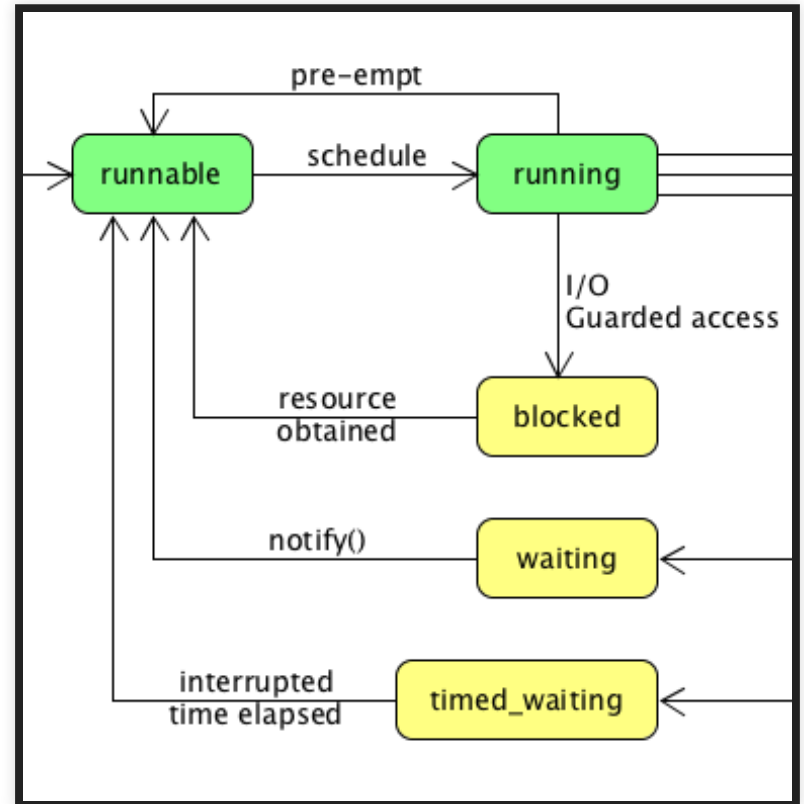 pre-empt
runnable
schedule
running
I/O
Guarded access
resource
obtained
blocked
notify()
waiting
interrupted
time elapsed
timed_waiting